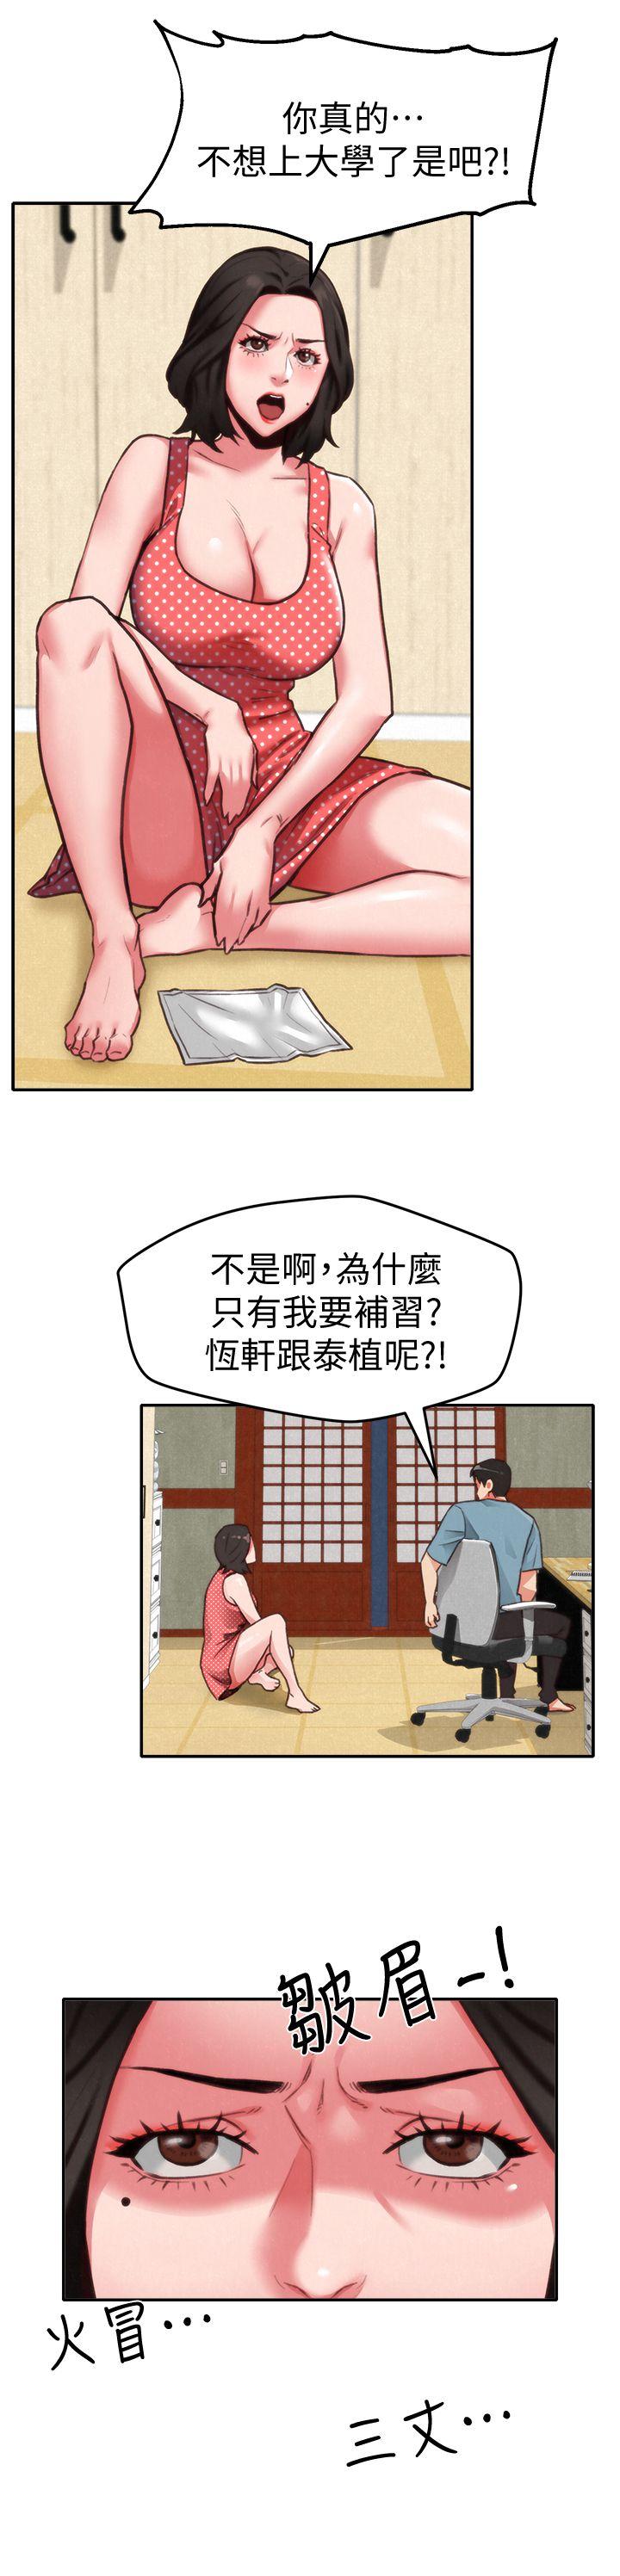 你真的…
不想上大學了是吧?!
不是啊,為什麼
只有我要補習?
恆軒跟泰植呢?!
皺眉-!
火冒…
三丈…